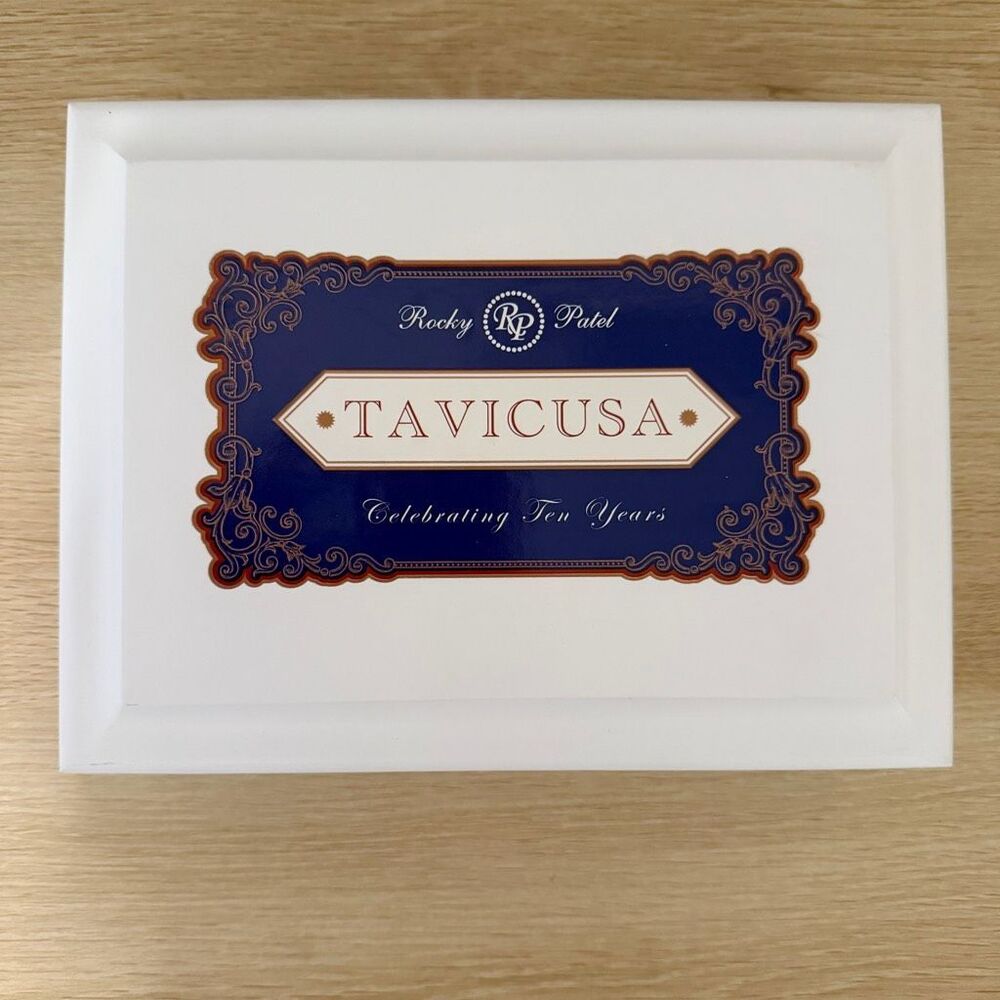 Rocky RP Patel
TAVICUSA
Celebrating Ten Years